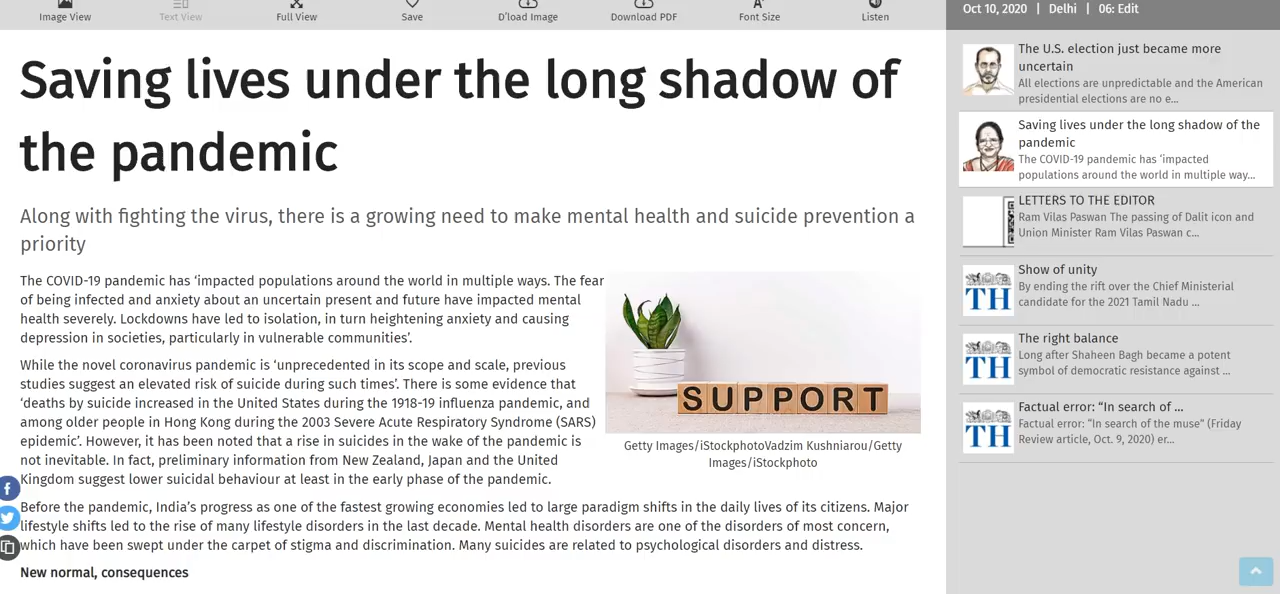 Image View
Text View
Full View
Save
D'load Image
Download PDF
Font Size
Listen
Oct 10, 2020 | Delhi | 06: Edit
Saving lives under the long shadow of
the pandemic
Along with fighting the virus, there is a growing need to make mental health and suicide prevention a
priority
The COVID-19 pandemic has ‘impacted populations around the world in multiple ways. The fear
of being infected and anxiety about an uncertain present and future have impacted mental
health severely. Lockdowns have led to isolation, in turn heightening anxiety and causing
depression in societies, particularly in vulnerable communities’.
While the novel coronavirus pandemic is ‘unprecedented in its scope and scale, previous
studies suggest an elevated risk of suicide during such times’. There is some evidence that
‘deaths by suicide increased in the United States during the 1918-19 influenza pandemic, and
among older people in Hong Kong during the 2003 Severe Acute Respiratory Syndrome (SARS)
epidemic’. However, it has been noted that a rise in suicides in the wake of the pandemic is
not inevitable. In fact, preliminary information from New Zealand, Japan and the United
Kingdom suggest lower suicidal behaviour at least in the early phase of the pandemic.
SUPPORT
Getty Images/iStockphotoVadzim Kushniarou/Getty
Images/iStockphoto
Before the pandemic, India’s progress as one of the fastest growing economies led to large paradigm shifts in the daily lives of its citizens. Major
lifestyle shifts led to the rise of many lifestyle disorders in the last decade. Mental health disorders are one of the disorders of most concern,
which have been swept under the carpet of stigma and discrimination. Many suicides are related to psychological disorders and distress.
New normal, consequences
The U.S. election just became more
uncertain
All elections are unpredictable and the American
presidential elections are no e...
Saving lives under the long shadow of the
pandemic
The COVID-19 pandemic has ‘impacted
populations around the world in multiple way...
LETTERS TO THE EDITOR
Ram Vilas Paswan The passing of Dalit icon and
Union Minister Ram Vilas Paswan c...
TH
Show of unity
By ending the rift over the Chief Ministerial
candidate for the 2021 Tamil Nadu ...
TH
The right balance
Long after Shaheen Bagh became a potent
symbol of democratic resistance against ...
TH
Factual error: “In search of ...
Factual error: “In search of the muse” (Friday
Review article, Oct. 9, 2020) er...